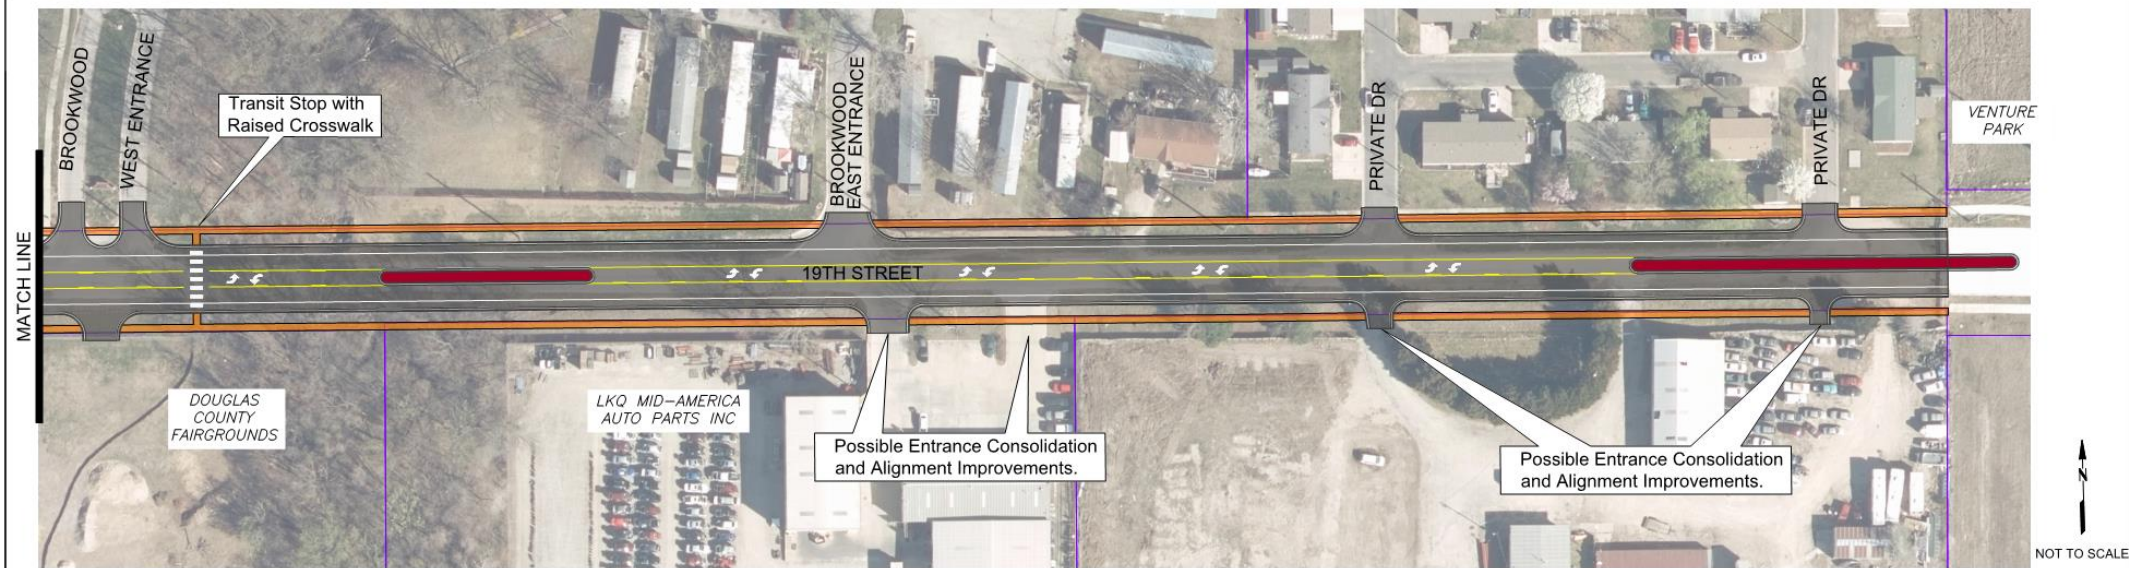 BROOKWOOD
WEST ENTRANCE
Transit Stop with
Raised Crosswalk
BROOKWOOD
EAST ENTRANCE
PRIVATE DR
PRIVATE DR
VENTURE
PARK
MATCH LINE
19TH STREET
DOUGLAS
COUNTY
FAIRGROUNDS
LKQ MID-AMERICA
AUTO PARTS INC
Possible Entrance Consolidation
and Alignment Improvements.
Possible Entrance Consolidation
and Alignment Improvements.
N
NOT TO SCALE